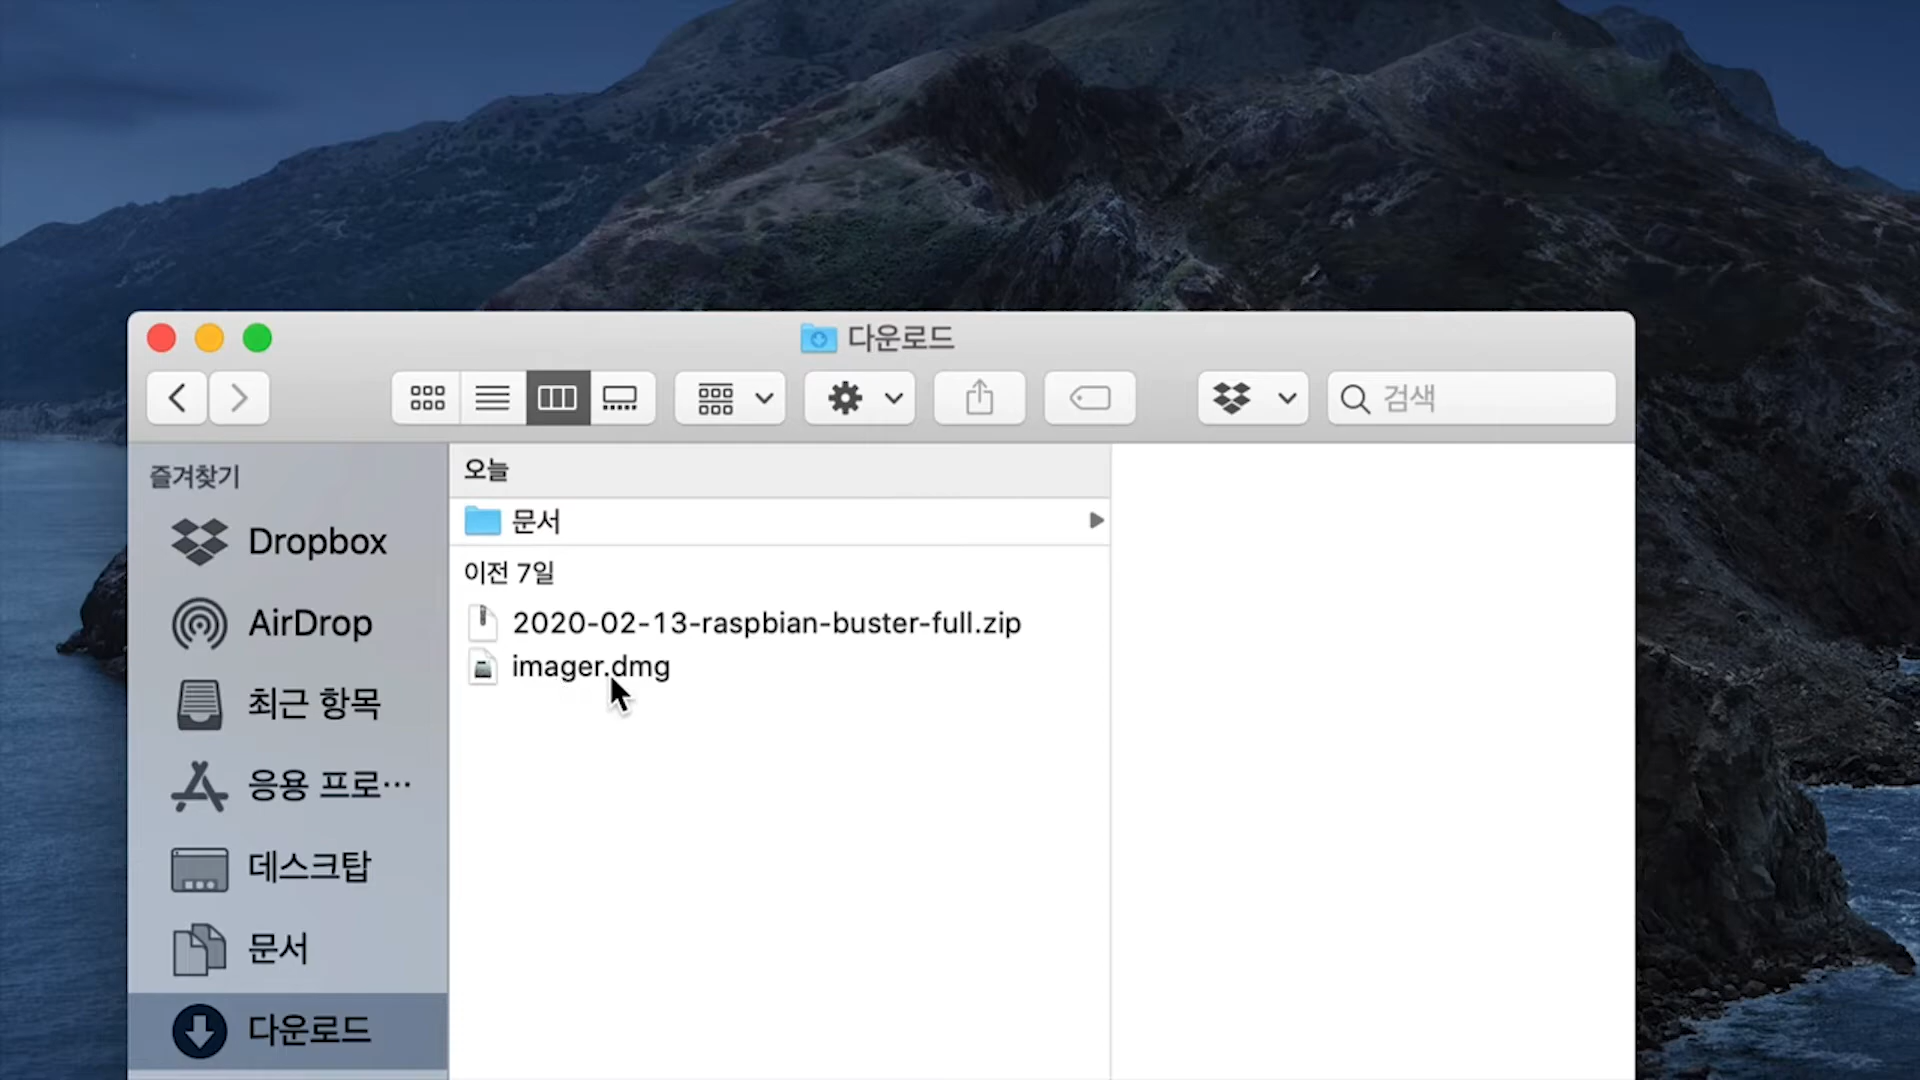 다운로드
검색
즐겨찾기
Dropbox
AirDrop
최근 항목
응용 프로…
데스크탑
문서
다운로드
오늘
문서
이전 7일
2020-02-13-raspbian-buster-full.zip
imager.dmg